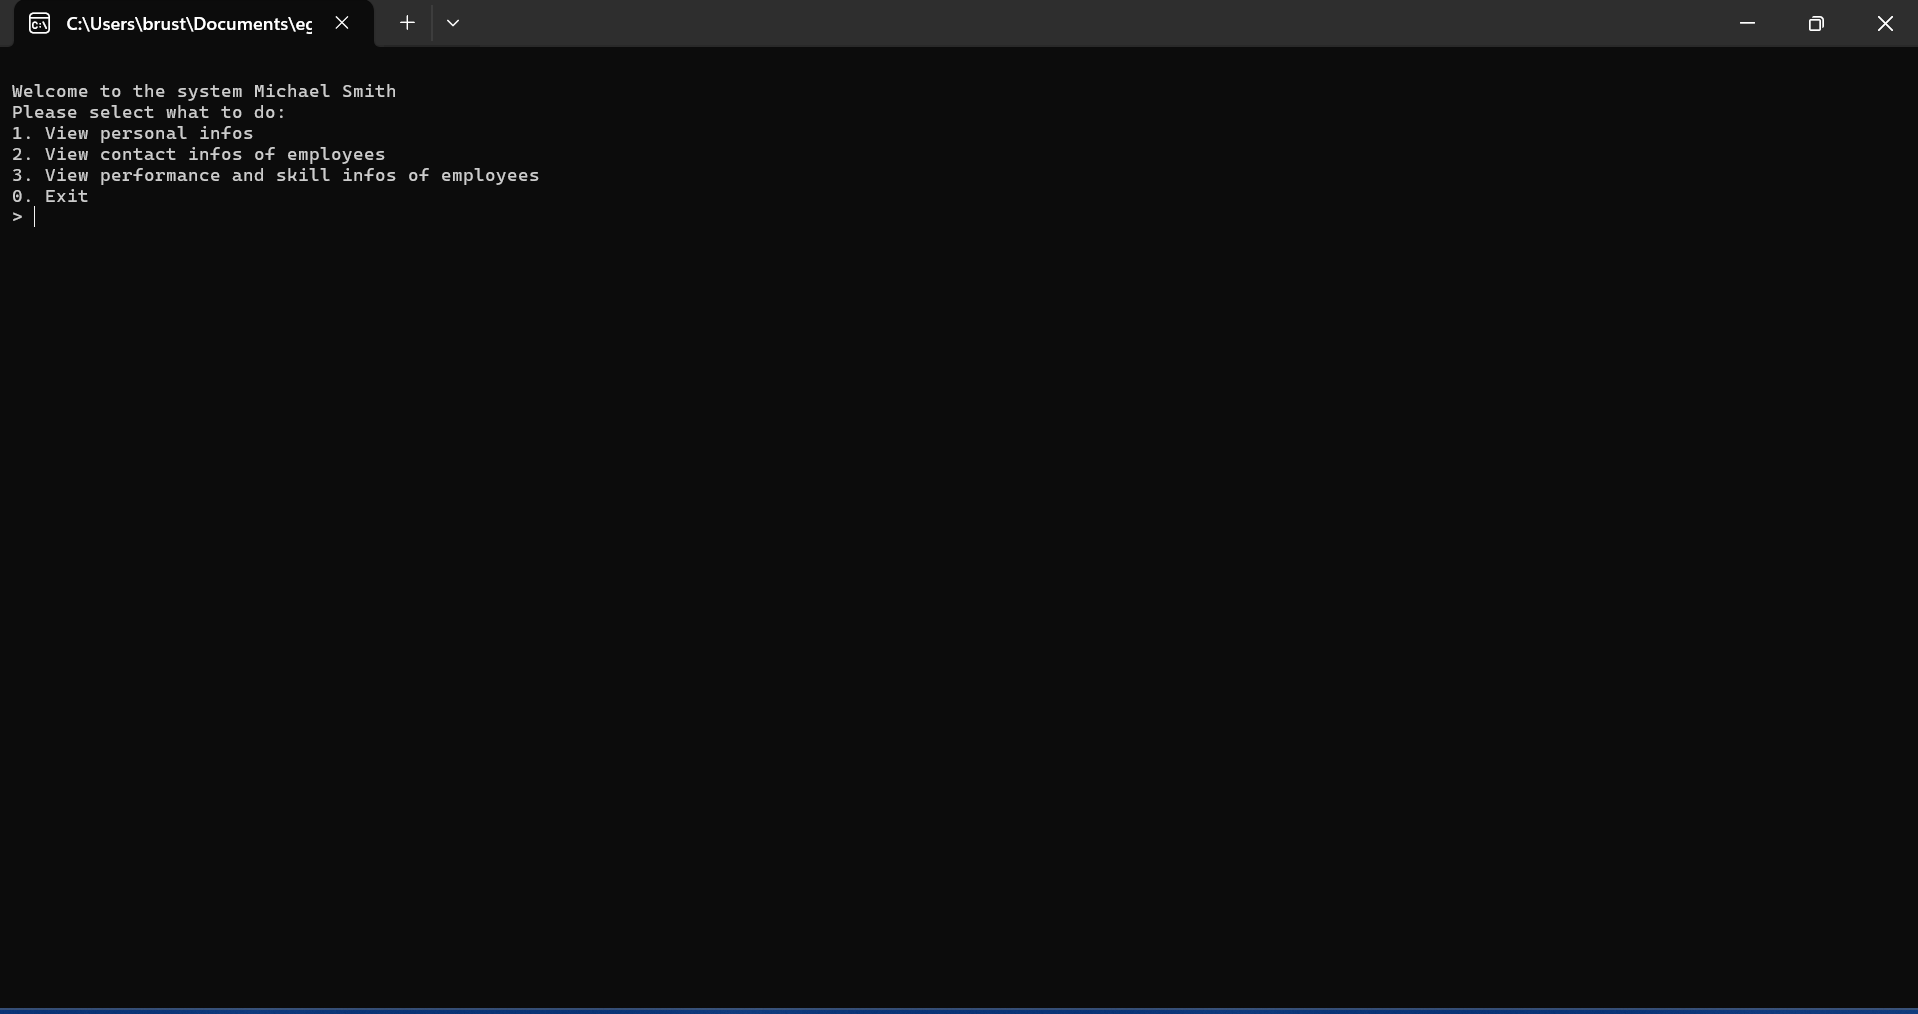 C:\Users\brust\Documents\eg
Welcome to the system Michael Smith
Please select what to do:
1. View personal infos
2. View contact infos of employees
3. View performance and skill infos of employees
0. Exit
>